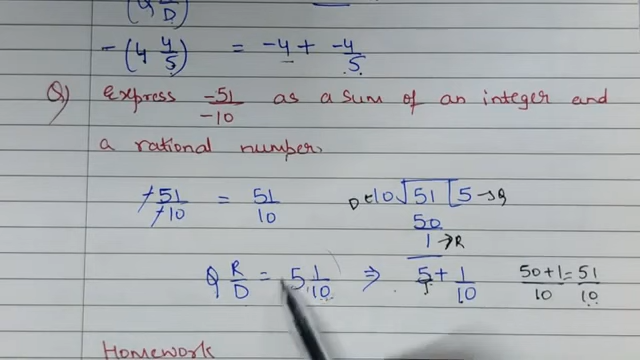 (Q R/D)
-(4 4/5) = -4 + -4/5
Q) Express -51/-10 as a sum of an integer and
a rational number.
-51/-10 = 51/10 D ← 10 √51 [5 → Q
50
1 → R
Q R/D = 5 1/10 ⇒ 5 + 1/10 50+1/10 = 51/10
Homework